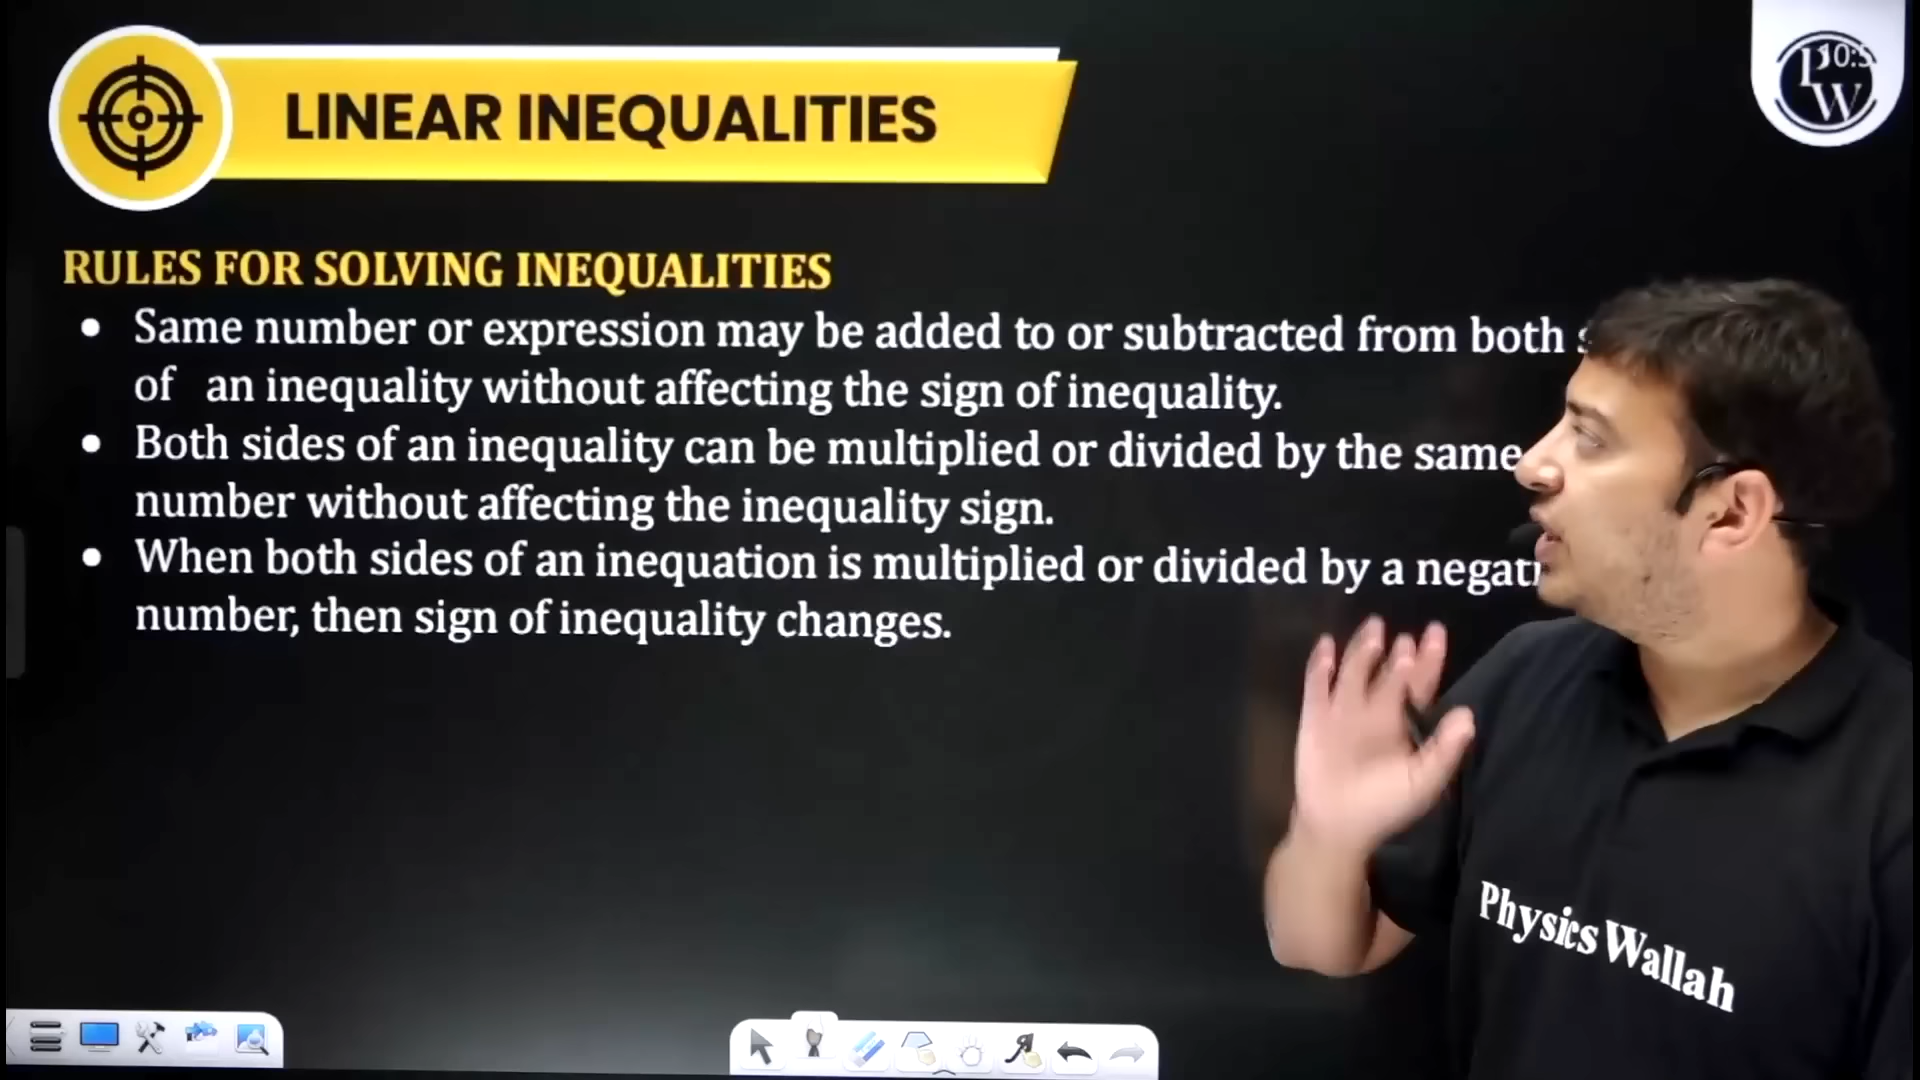 LINEAR INEQUALITIES
RULES FOR SOLVING INEQUALITIES
• Same number or expression may be added to or subtracted from both
of an inequality without affecting the sign of inequality.
• Both sides of an inequality can be multiplied or divided by the same
number without affecting the inequality sign.
• When both sides of an inequation is multiplied or divided by a
number, then sign of inequality changes.
PW
Physics Wallah